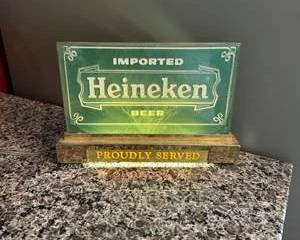 IMPORTED
Heineken
BEER
PROUDLY SERVED